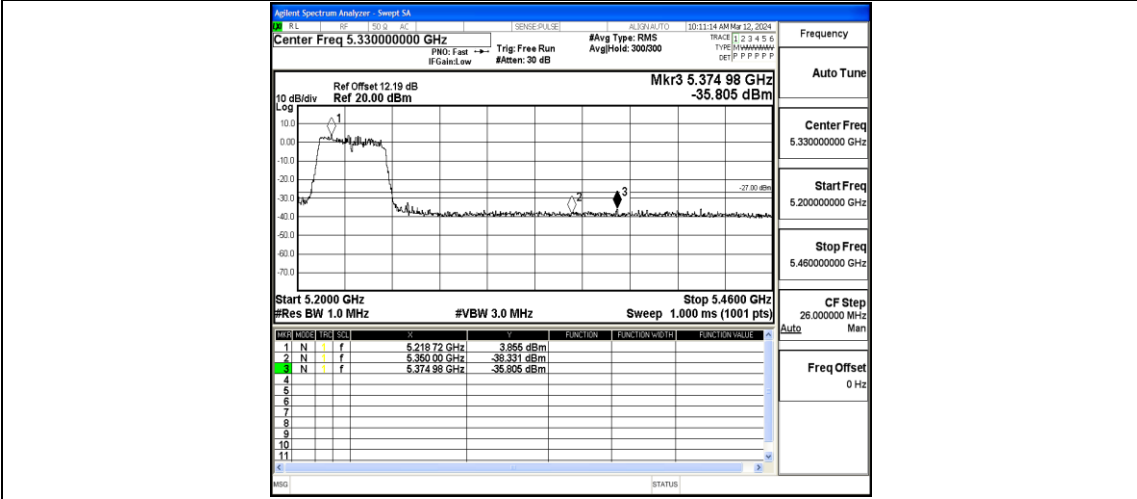 Agilent Spectrum Analyzer - Swept SA
RL RF 50 Ω AC SENSE:PULSE ALIGN AUTO 10:11:14 AM Mar 12, 2024
Center Freq 5.330000000 GHz
PNO: Fast
IFGain:Low
Trig: Free Run
#Atten: 30 dB
#Avg Type: RMS
Avg|Hold: 300/300
TRACE 1 2 3 4 5 6
TYPE M W W W W W
DET P P P P P P
Mkr3 5.374 98 GHz
-35.805 dBm
Ref Offset 12.19 dB
10 dB/div Ref 20.00 dBm
Log
10.0
0.00
-10.0
-20.0
-30.0
-40.0
-50.0
-60.0
-70.0
1
2
3
-27.00 dBm
Start 5.2000 GHz Stop 5.4600 GHz
#Res BW 1.0 MHz #VBW 3.0 MHz Sweep 1.000 ms (1001 pts)
MKR MODE TRC SCL X Y FUNCTION FUNCTION WIDTH FUNCTION VALUE
1 N 1 f 5.218 72 GHz 3.855 dBm
2 N 1 f 5.350 00 GHz -38.331 dBm
3 N 1 f 5.374 98 GHz -35.805 dBm
4
5
6
7
8
9
10
11
MSG STATUS
Frequency
Auto Tune
Center Freq
5.330000000 GHz
Start Freq
5.200000000 GHz
Stop Freq
5.460000000 GHz
CF Step
26.000000 MHz
Auto Man
Freq Offset
0 Hz